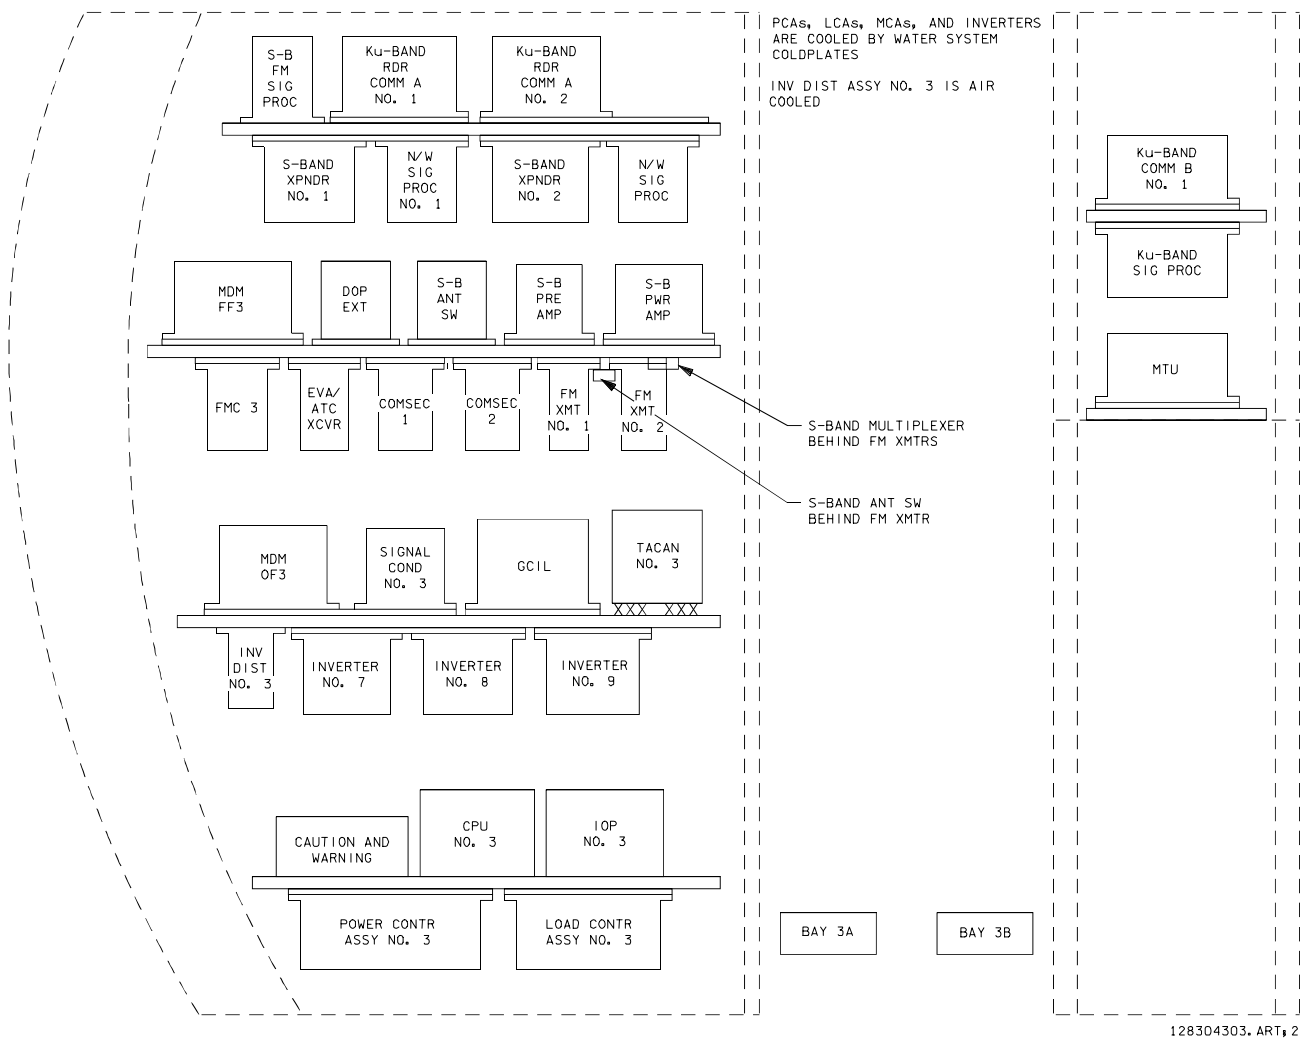 PCAs, LCAs, MCAs, AND INVERTERS
ARE COOLED BY WATER SYSTEM
COLDPLATES
INV DIST ASSY NO. 3 IS AIR
COOLED
S-B
FM
SIG
PROC
Ku-BAND
RDR
COMM A
NO. 1
Ku-BAND
RDR
COMM A
NO. 2
S-BAND
XPNDR
NO. 1
N/W
SIG
PROC
NO. 1
S-BAND
XPNDR
NO. 2
N/W
SIG
PROC
Ku-BAND
COMM B
NO. 1
Ku-BAND
SIG PROC
MDM
FF3
DOP
EXT
S-B
ANT
SW
S-B
PRE
AMP
S-B
PWR
AMP
MTU
FMC 3
EVA/
ATC
XCVR
COMSEC
1
COMSEC
2
FM
XMT
NO. 1
FM
XMT
NO. 2
S-BAND MULTIPLEXER
BEHIND FM XMTRS
S-BAND ANT SW
BEHIND FM XMTR
MDM
OF3
SIGNAL
COND
NO. 3
GCIL
TACAN
NO. 3
INV
DIST
NO. 3
INVERTER
NO. 7
INVERTER
NO. 8
INVERTER
NO. 9
CAUTION AND
WARNING
CPU
NO. 3
IOP
NO. 3
POWER CONTR
ASSY NO. 3
LOAD CONTR
ASSY NO. 3
BAY 3A
BAY 3B
128304303. ART; 2